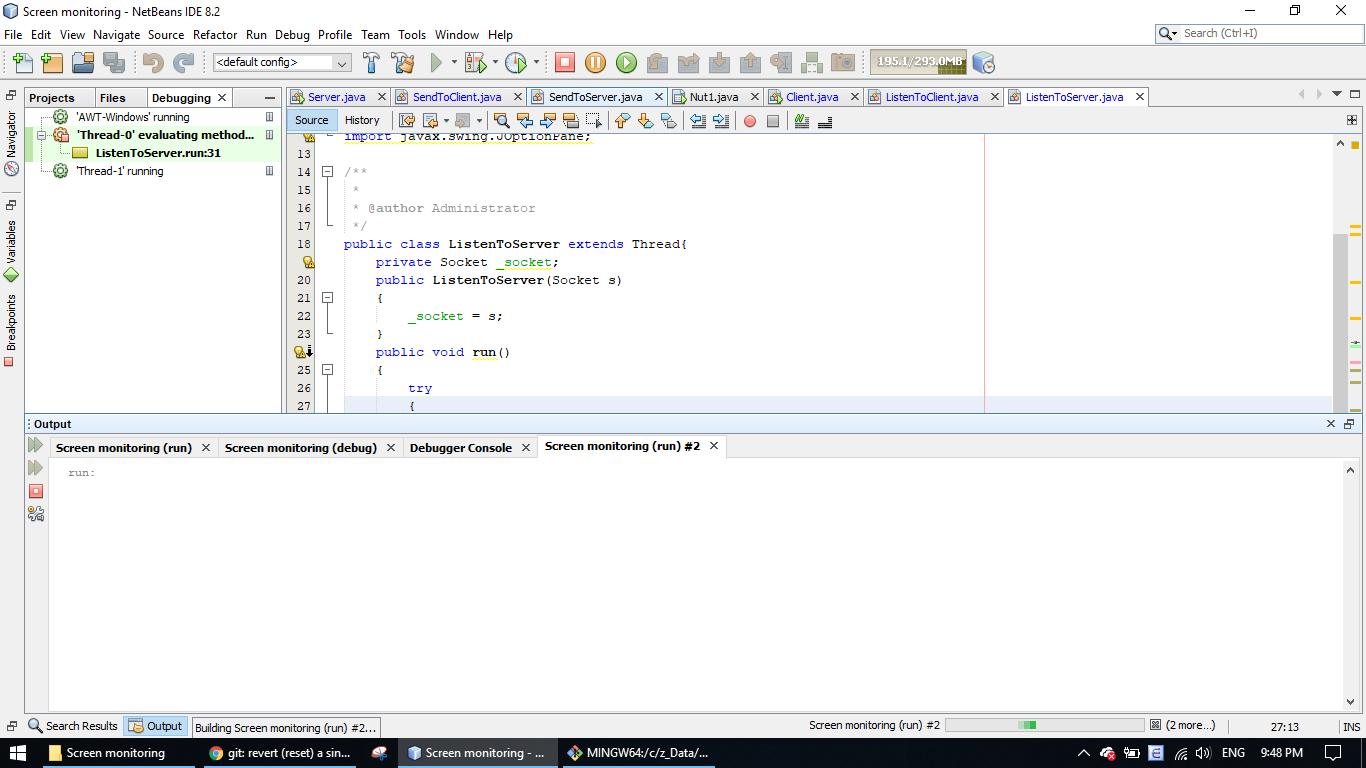 Screen monitoring - NetBeans IDE 8.2
File Edit View Navigate Source Refactor Run Debug Profile Team Tools Window Help
Search (Ctrl+I)
<default config>
195.1/293.0MB
Projects Files Debugging
Server.java SendToClient.java SendToServer.java Nut1.java Client.java ListenToClient.java ListenToServer.java
Navigator
Variables
Breakpoints
'AWT-Windows' running
'Thread-0' evaluating method...
ListenToServer.run:31
'Thread-1' running
Source History
import javax.swing.JOptionPane;
13
14 /**
15 *
16 * @author Administrator
17 */
18 public class ListenToServer extends Thread{
private Socket _socket;
20 public ListenToServer(Socket s)
21 {
22 _socket = s;
23 }
public void run()
25 {
26 try
27 {
Output
Screen monitoring (run) Screen monitoring (debug) Debugger Console Screen monitoring (run) #2
run:
Search Results Output Building Screen monitoring (run) #2... Screen monitoring (run) #2 (2 more...) 27:13 INS
Screen monitoring git: revert (reset) a sin... Screen monitoring - ... MINGW64:/c/z_Data/... ENG 9:48 PM